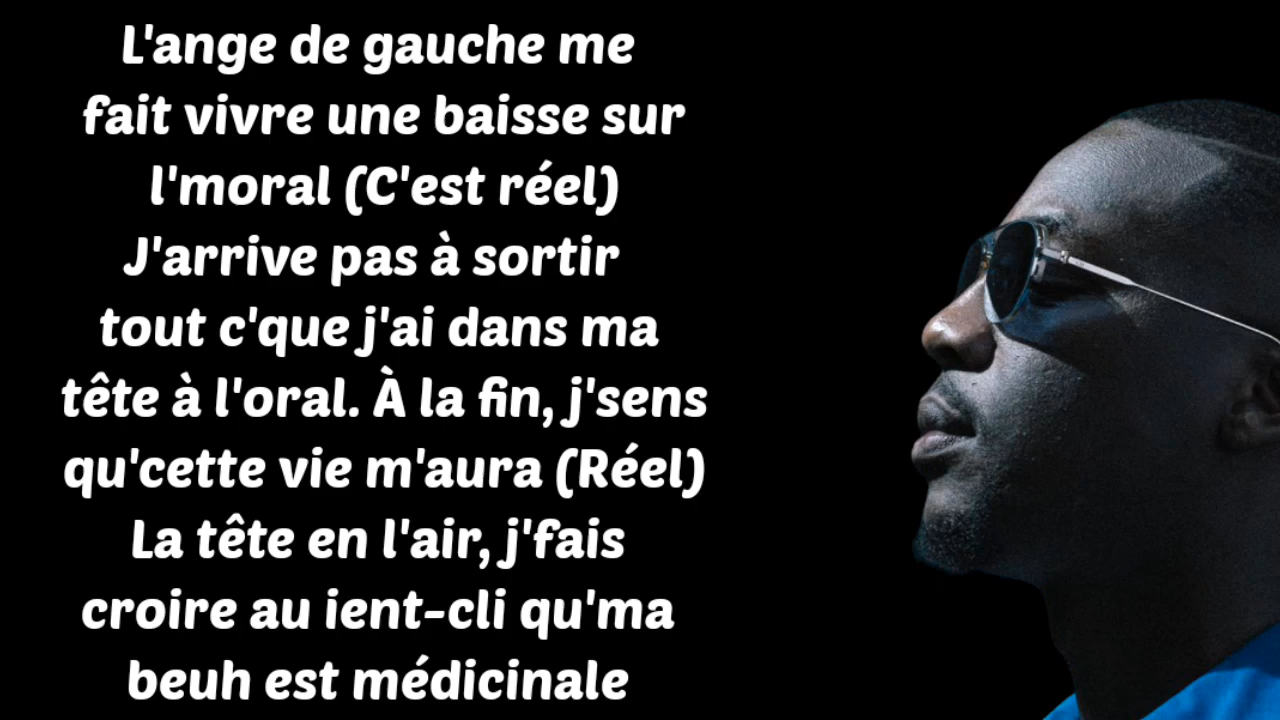 L'ange de gauche me
fait vivre une baisse sur
l'moral (C'est réel)
J'arrive pas à sortir
tout c'que j'ai dans ma
tête à l'oral. À la fin, j'sens
qu'cette vie m'aura (Réel)
La tête en l'air, j'fais
croire au ient-cli qu'ma
beuh est médicinale